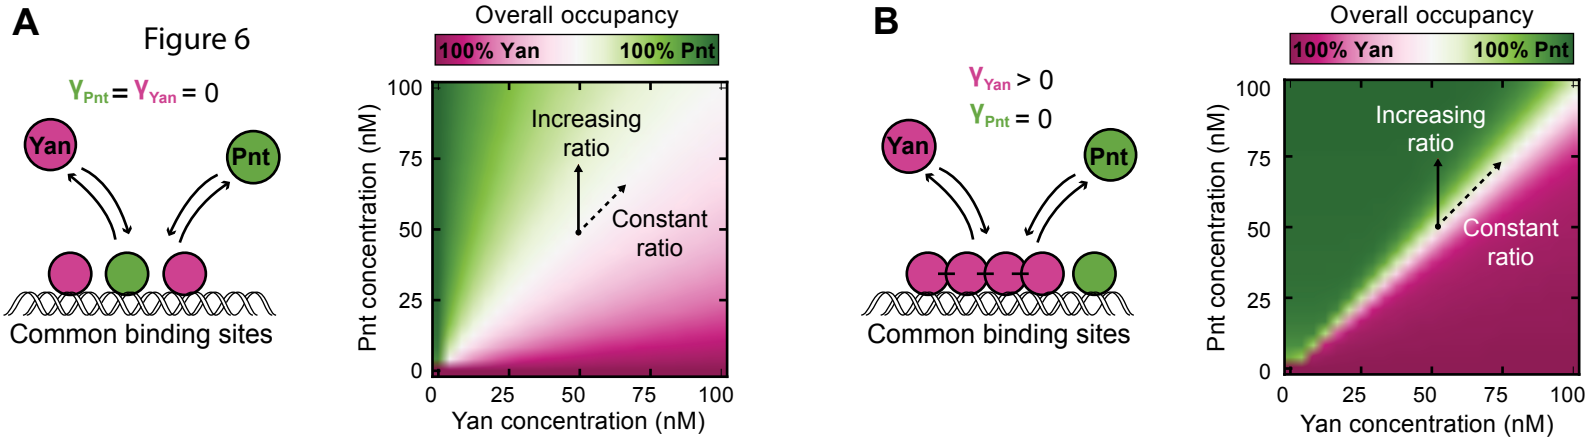 A
Figure 6
γPnt = γYan = 0
Yan
Pnt
Common binding sites
Overall occupancy
100% Yan 100% Pnt
Pnt concentration (nM)
100
75
50
25
0
Increasing
ratio
Constant
ratio
0 25 50 75 100
Yan concentration (nM)
B
γYan > 0
γPnt = 0
Yan
Pnt
Common binding sites
Overall occupancy
100% Yan 100% Pnt
Pnt concentration (nM)
100
75
50
25
0
Increasing
ratio
Constant
ratio
0 25 50 75 100
Yan concentration (nM)